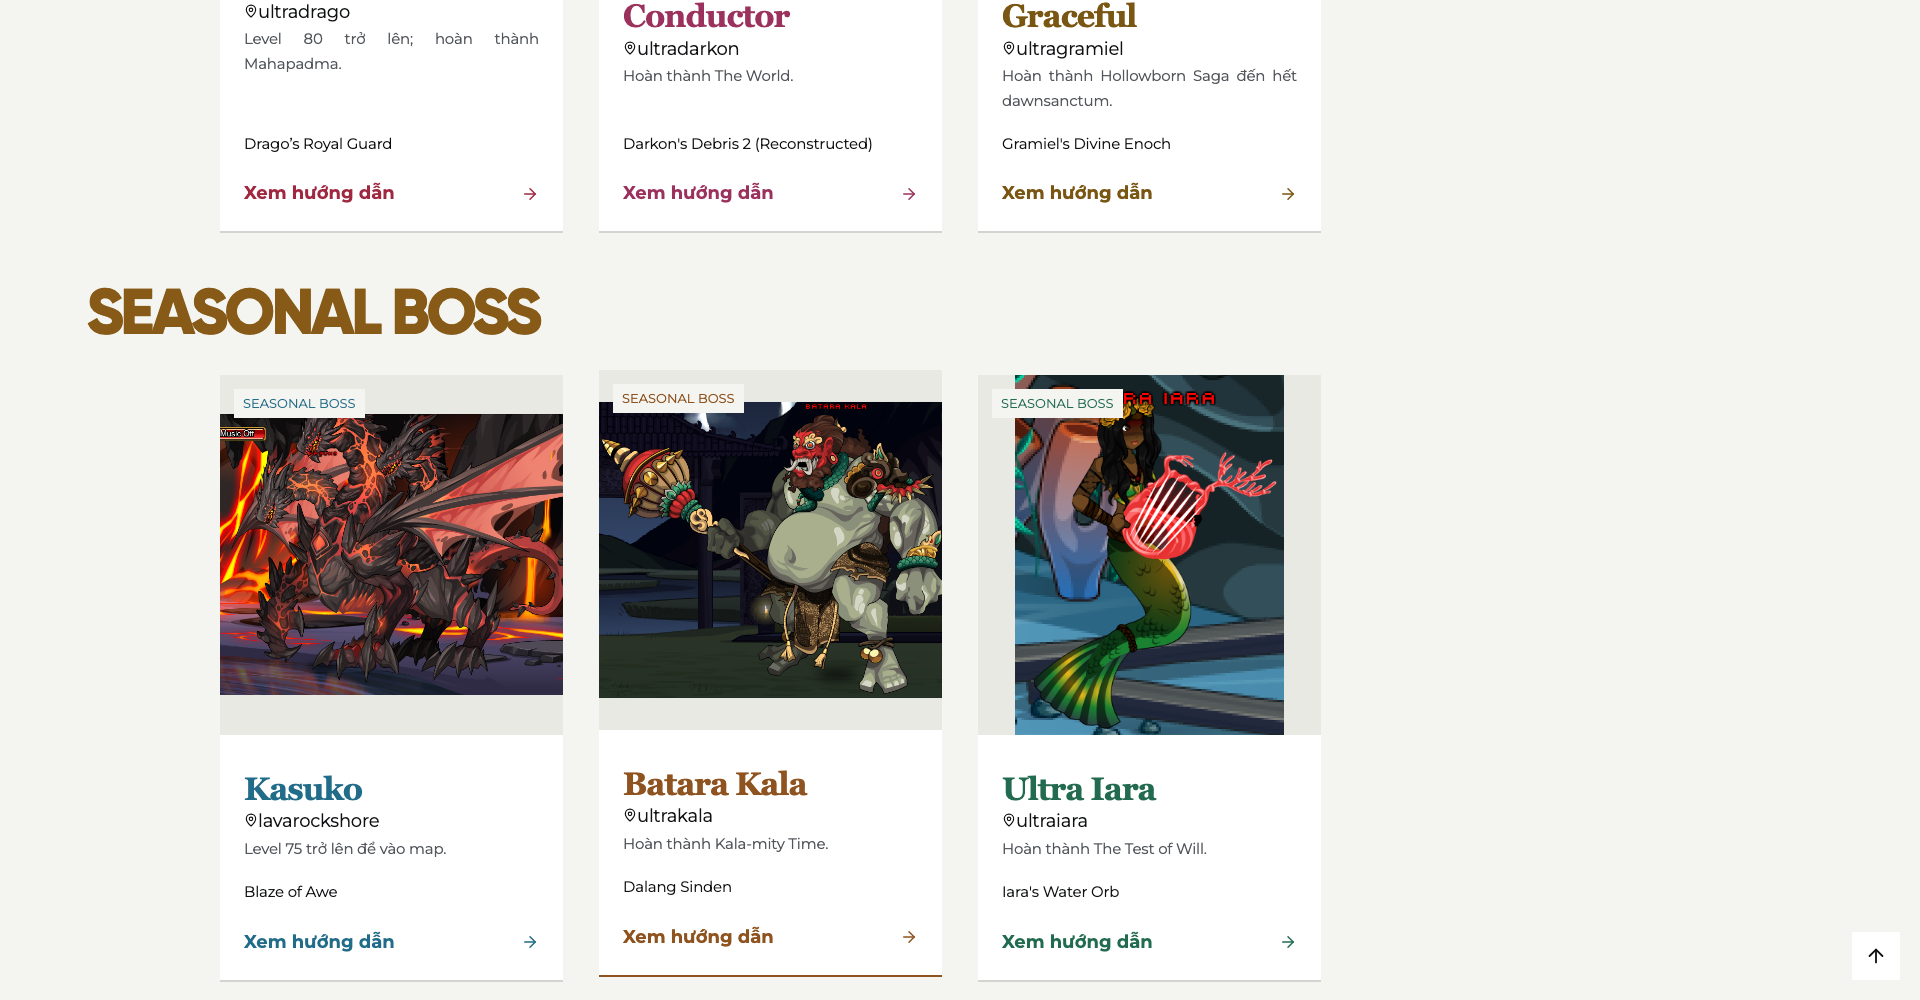 ultradrago
Level 80 trở lên; hoàn thành
Mahapadma.
Drago’s Royal Guard
Xem hướng dẫn
Conductor
ultradarkon
Hoàn thành The World.
Darkon's Debris 2 (Reconstructed)
Xem hướng dẫn
Graceful
ultragramiel
Hoàn thành Hollowborn Saga đến hết
dawnsanctum.
Gramiel's Divine Enoch
Xem hướng dẫn
SEASONAL BOSS
SEASONAL BOSS
Music Off
Kasuko
lavarockshore
Level 75 trở lên để vào map.
Blaze of Awe
Xem hướng dẫn
SEASONAL BOSS
BATARA KALA
Batara Kala
ultrakala
Hoàn thành Kala-mity Time.
Dalang Sinden
Xem hướng dẫn
SEASONAL BOSS
RA IARA
Ultra Iara
ultraiara
Hoàn thành The Test of Will.
Iara's Water Orb
Xem hướng dẫn